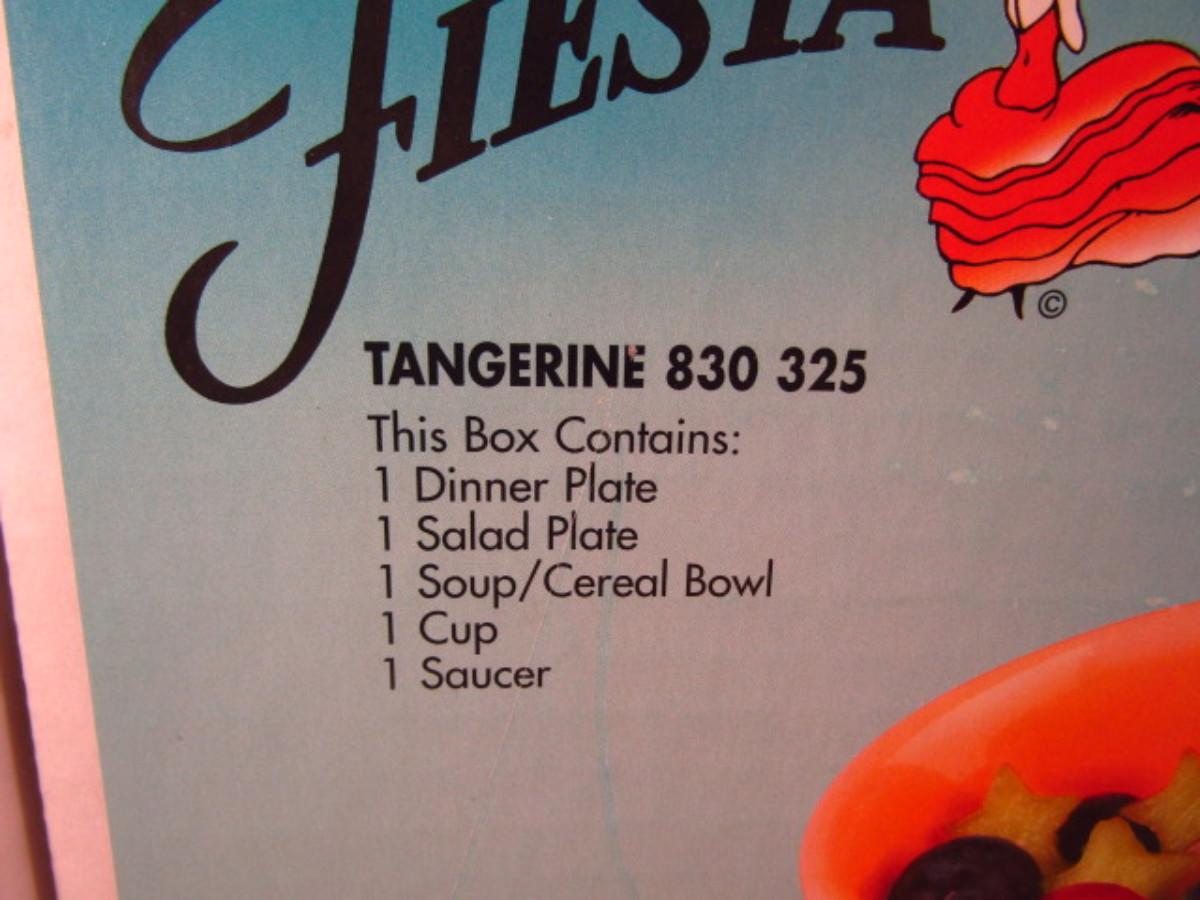 FIESTA
©
TANGERINE 830 325
This Box Contains:
1 Dinner Plate
1 Salad Plate
1 Soup/Cereal Bowl
1 Cup
1 Saucer